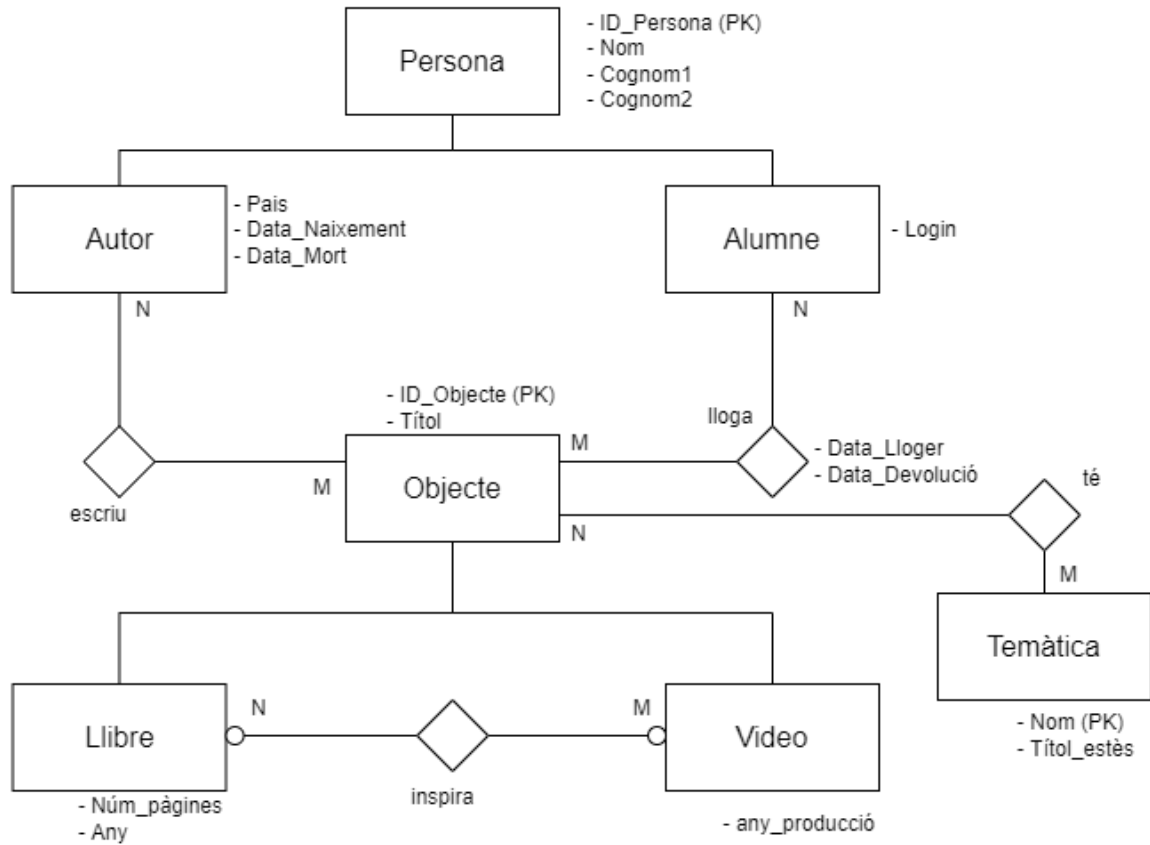 Persona
- ID_Persona (PK)
- Nom
- Cognom1
- Cognom2
Autor
- Pais
- Data_Naixement
- Data_Mort
Alumne
- Login
N
N
- ID_Objecte (PK)
- Títol
lloga
M
- Data_Lloger
- Data_Devolució
M
Objecte
escriu
té
N
M
Temàtica
- Nom (PK)
- Títol_estès
Llibre
N
M
Video
inspira
- Núm_pàgines
- Any
- any_producció